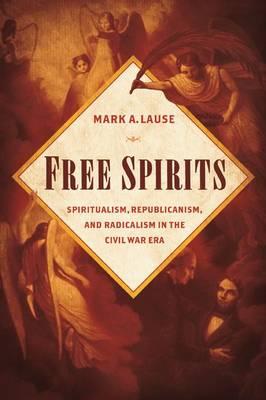 MARK A. LAUSE
FREE SPIRITS
SPIRITUALISM, REPUBLICANISM,
AND RADICALISM IN THE
CIVIL WAR ERA